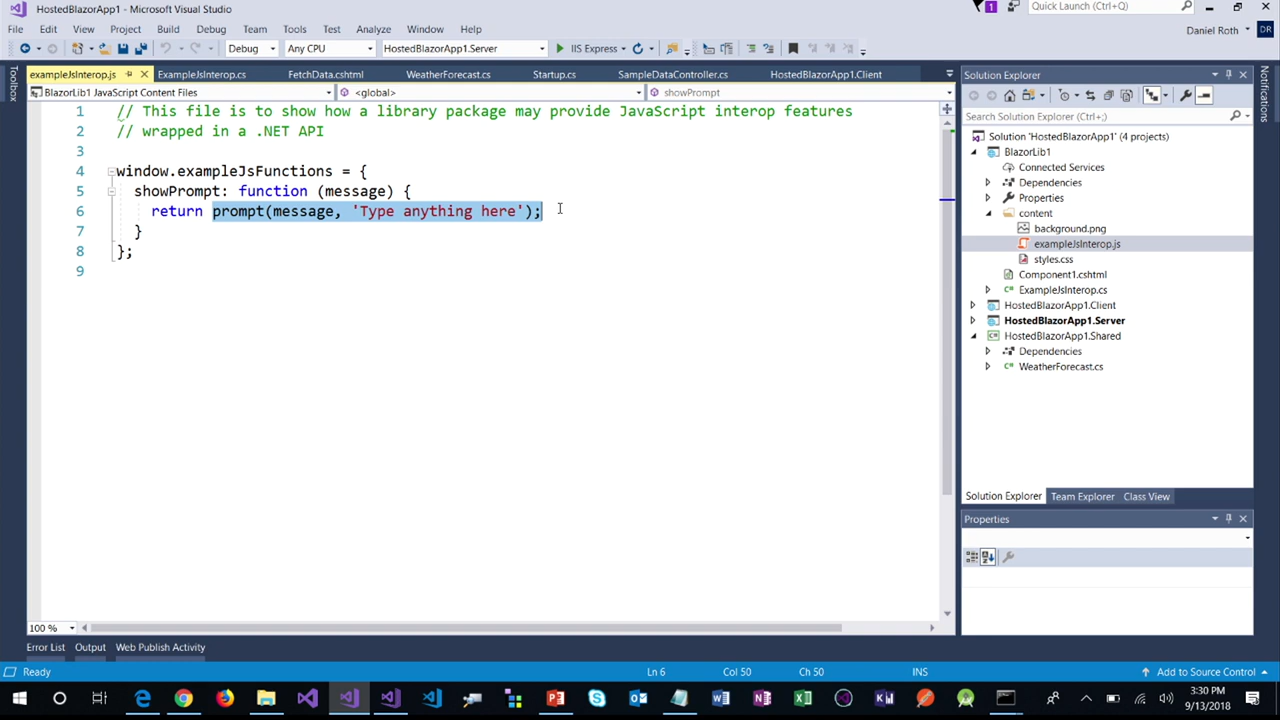 HostedBlazorApp1 - Microsoft Visual Studio
1
Quick Launch (Ctrl+Q)
File Edit View Project Build Debug Team Tools Test Analyze Window Help
Daniel Roth DR
Debug Any CPU HostedBlazorApp1.Server IIS Express
Toolbox
exampleJsInterop.js ExampleJsInterop.cs FetchData.cshtml WeatherForecast.cs Startup.cs SampleDataController.cs HostedBlazorApp1.Client
BlazorLib1 JavaScript Content Files <global> showPrompt
1 // This file is to show how a library package may provide JavaScript interop features
2 // wrapped in a .NET API
3
4 window.exampleJsFunctions = {
5 showPrompt: function (message) {
6 return prompt(message, 'Type anything here');
7 }
8 };
9
100 %
Error List Output Web Publish Activity
Solution Explorer
Search Solution Explorer (Ctrl+;)
Solution 'HostedBlazorApp1' (4 projects)
BlazorLib1
Connected Services
Dependencies
Properties
content
background.png
exampleJsInterop.js
styles.css
Component1.cshtml
C# ExampleJsInterop.cs
HostedBlazorApp1.Client
HostedBlazorApp1.Server
C# HostedBlazorApp1.Shared
Dependencies
C# WeatherForecast.cs
Solution Explorer Team Explorer Class View
Properties
Notifications
Ready Ln 6 Col 50 Ch 50 INS Add to Source Control
3:30 PM
9/13/2018